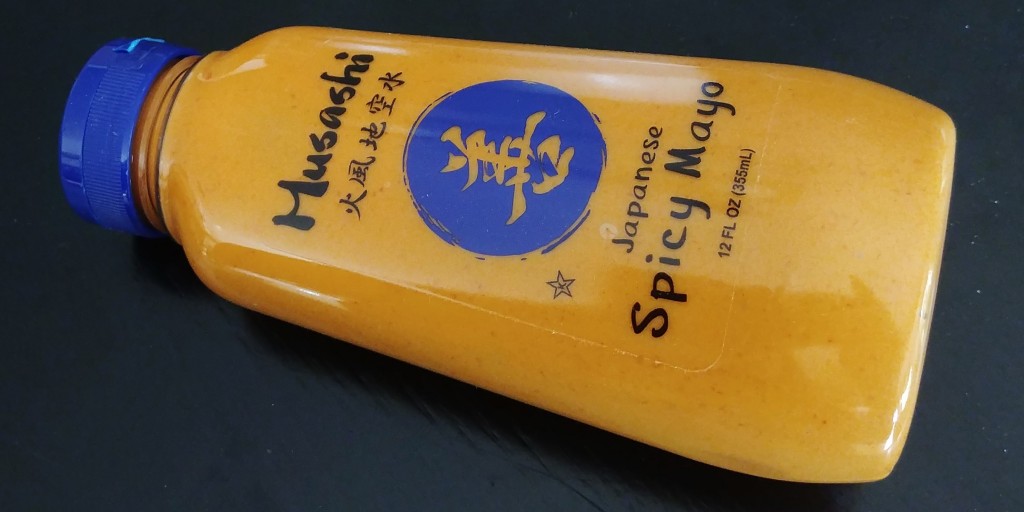 Musashi
火風地空水
善
Japanese
Spicy Mayo
12 FL OZ (355mL)
K